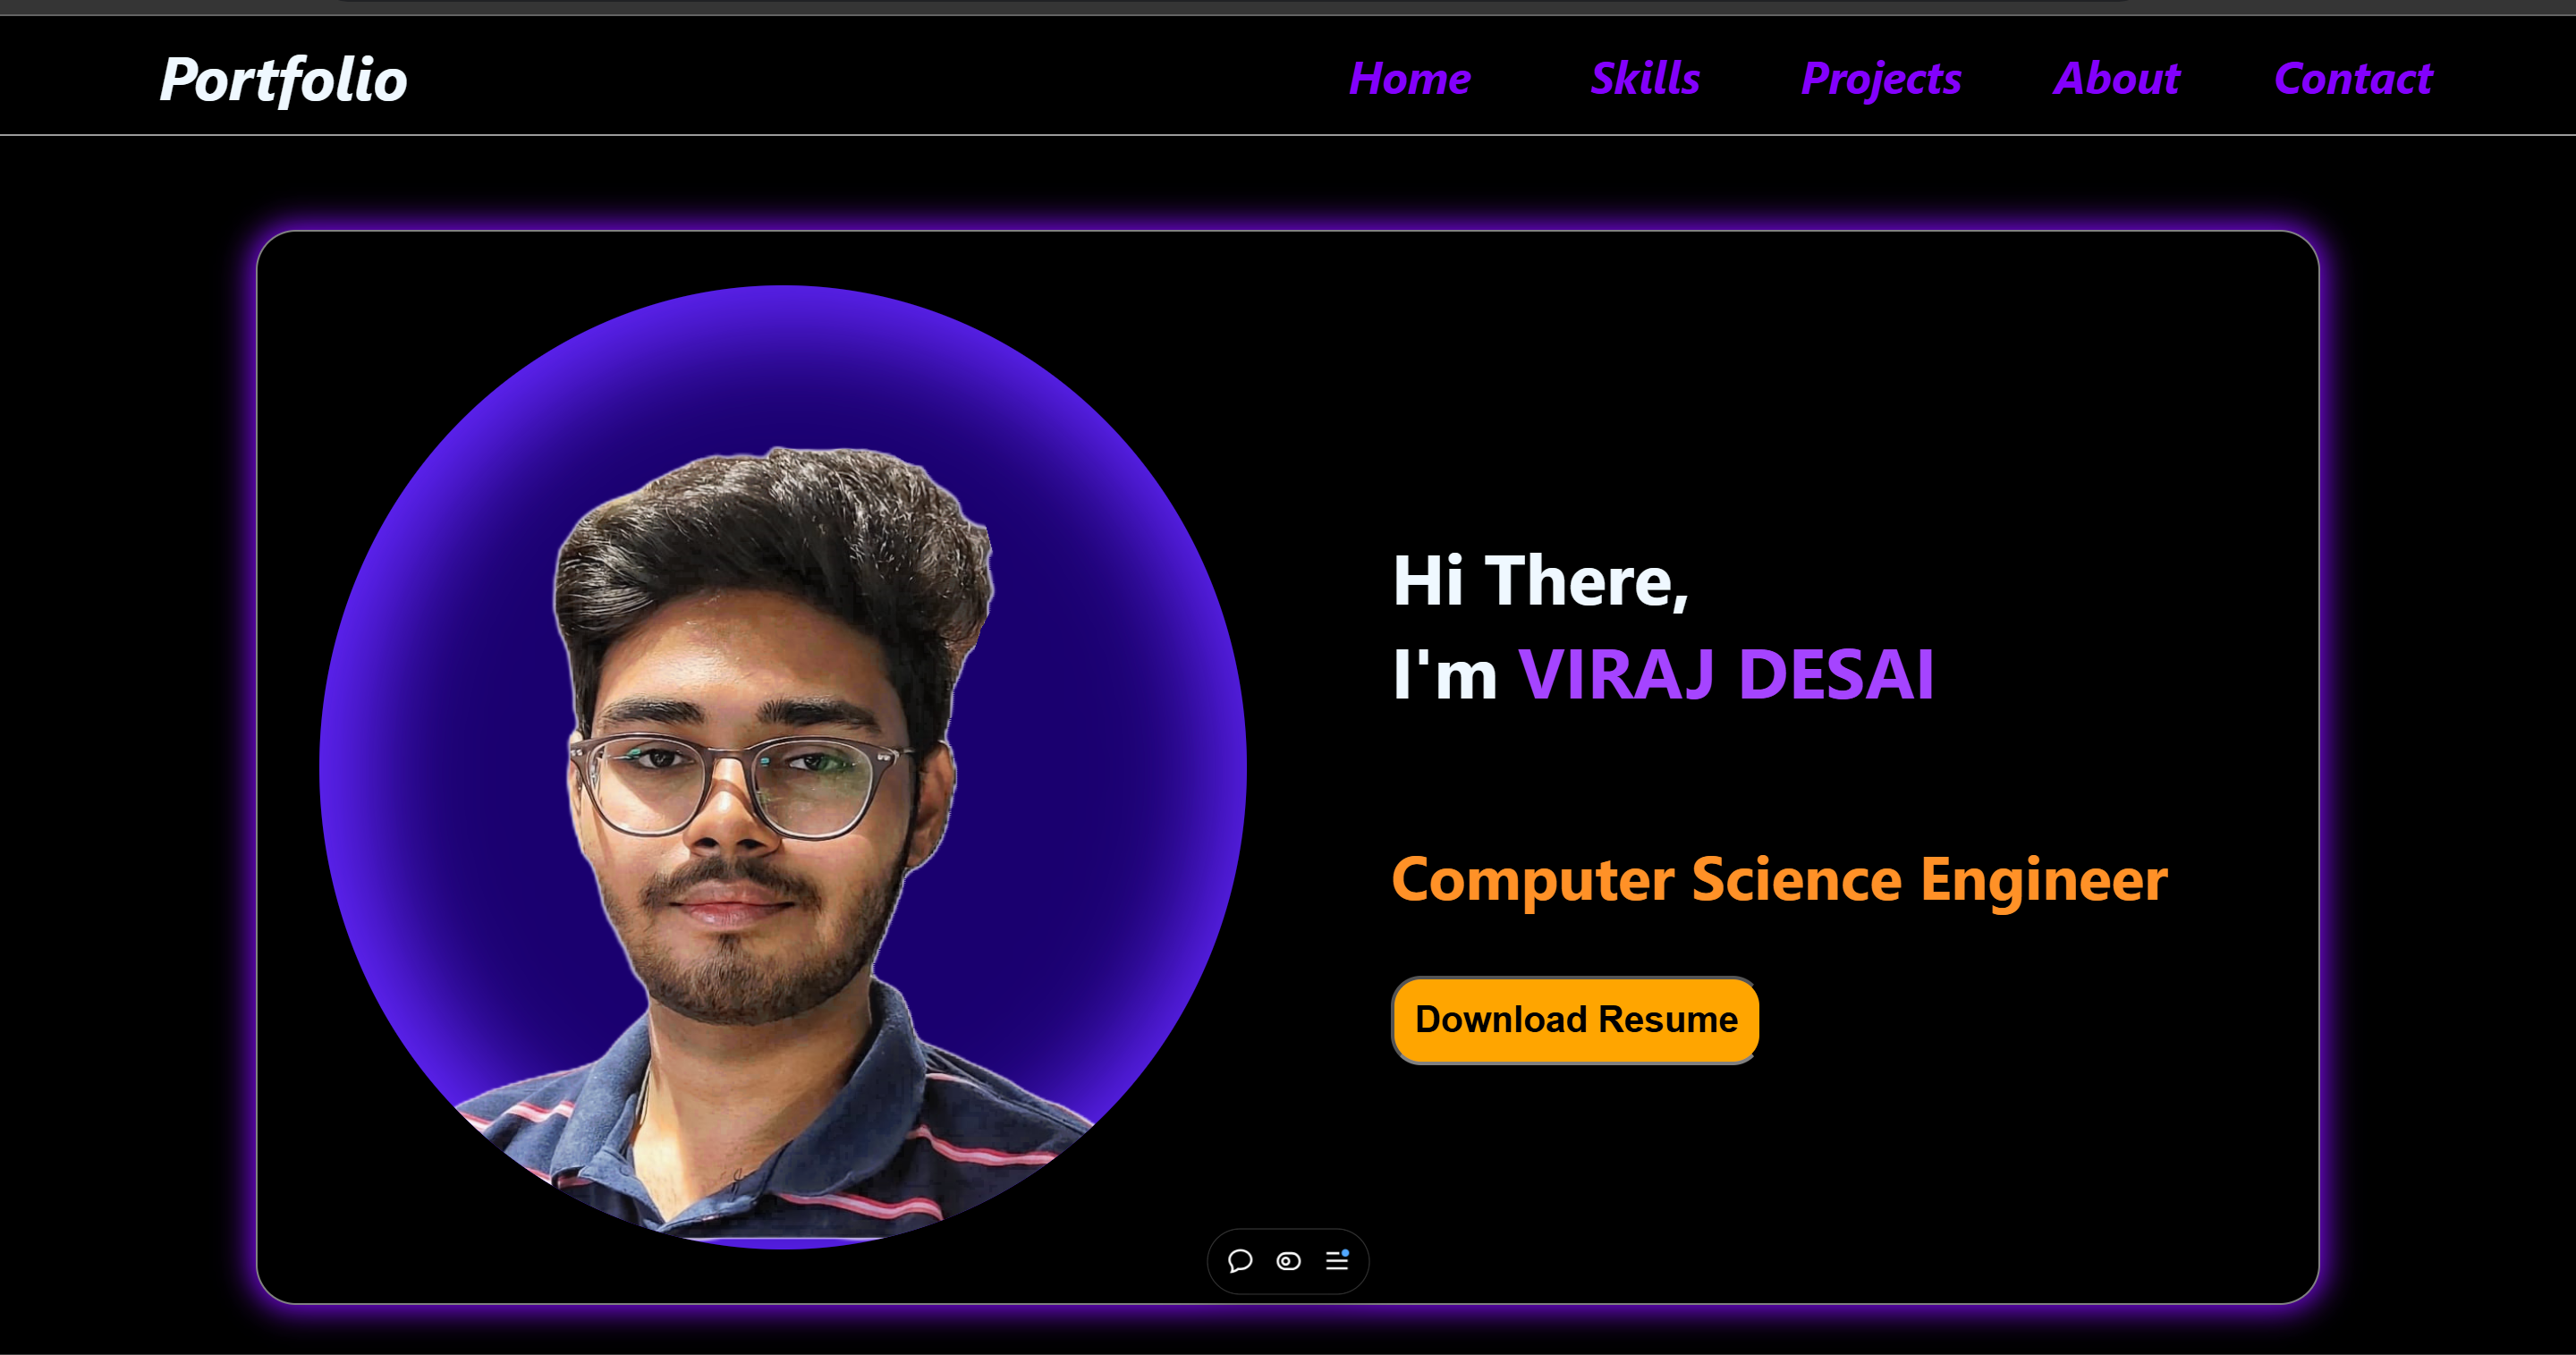 Portfolio
Home Skills Projects About Contact
Hi There,
I'm VIRAJ DESAI
Computer Science Engineer
Download Resume